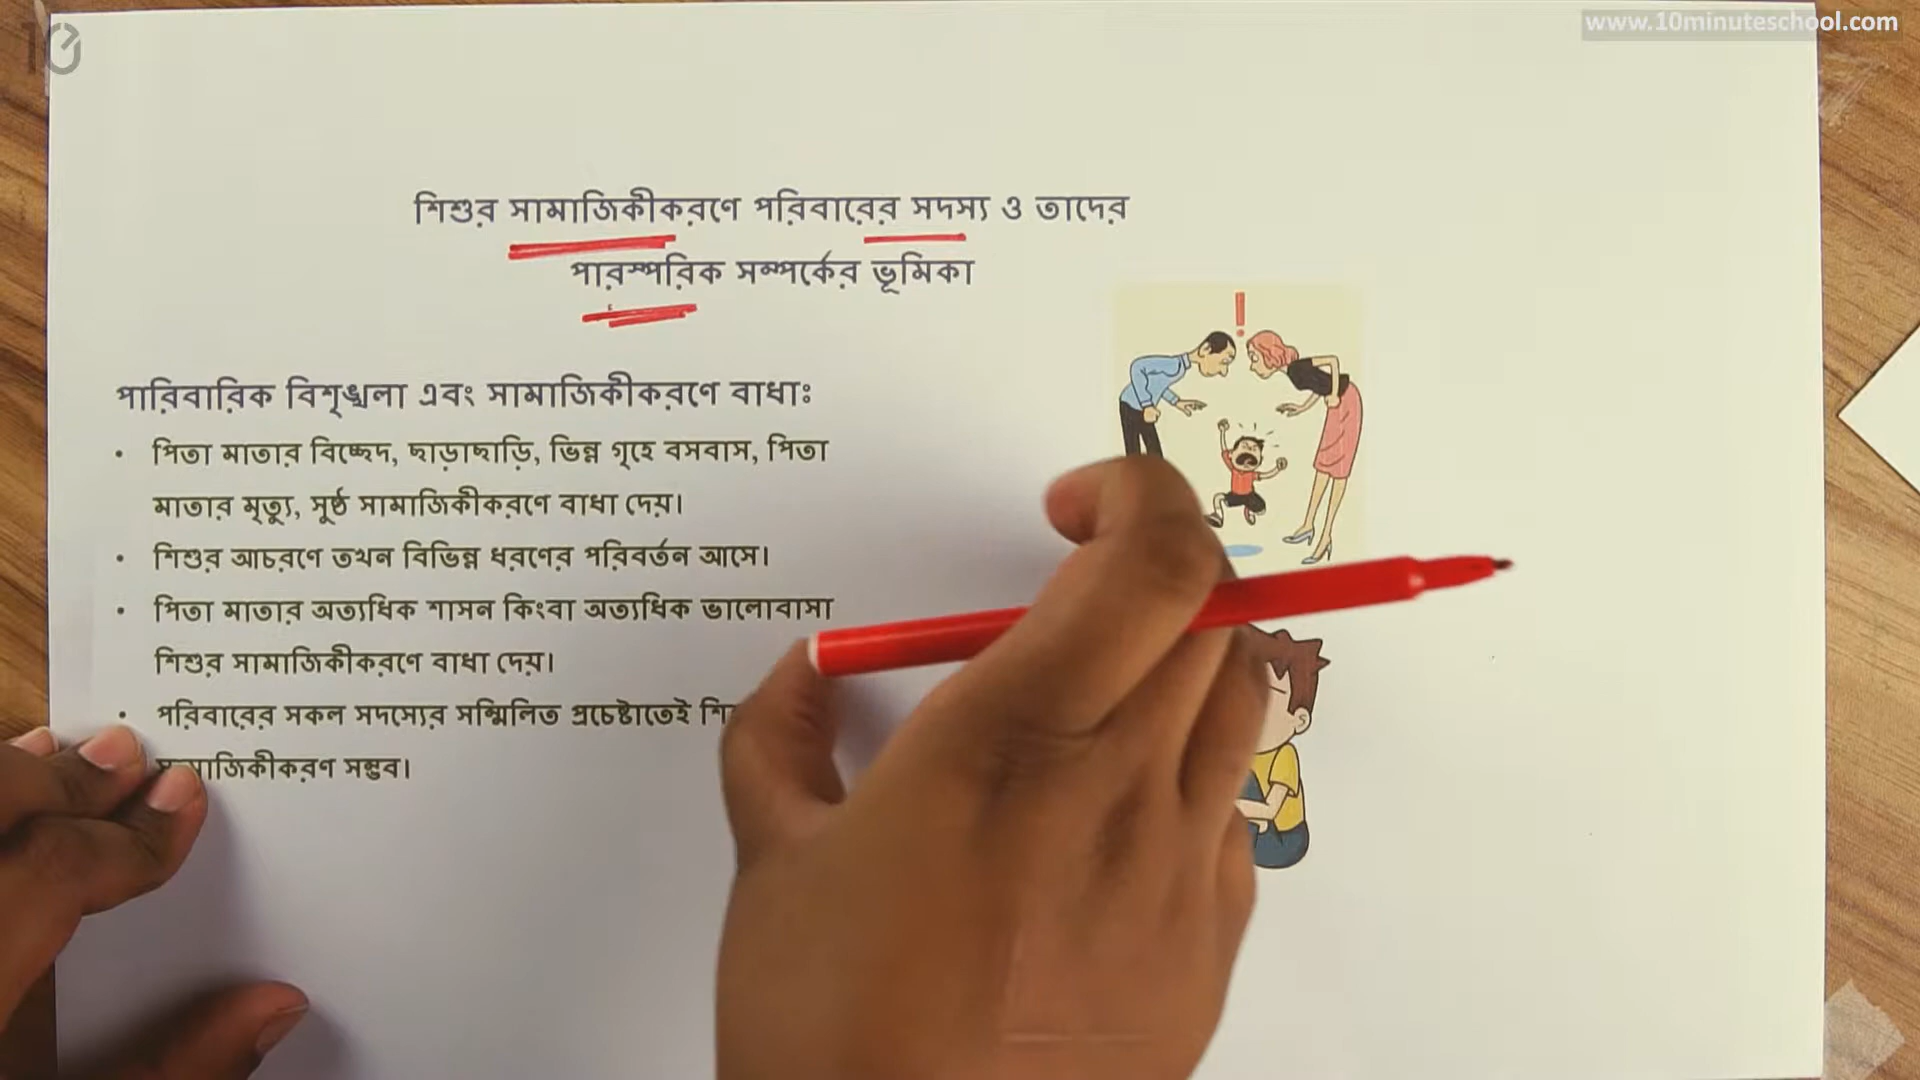 10
www.10minuteschool.com
শিশুর সামাজিকীকরণে পরিবারের সদস্য ও তাদের
পারস্পরিক সম্পর্কের ভূমিকা
!
পারিবারিক বিশৃঙ্খলা এবং সামাজিকীকরণে বাধাঃ
• পিতা মাতার বিচ্ছেদ, ছাড়াছাড়ি, ভিন্ন গৃহে বসবাস, পিতা
মাতার মৃত্যু, সুষ্ঠ সামাজিকীকরণে বাধা দেয়।
• শিশুর আচরণে তখন বিভিন্ন ধরণের পরিবর্তন আসে।
• পিতা মাতার অত্যধিক শাসন কিংবা অত্যধিক ভালোবাসা
শিশুর সামাজিকীকরণে বাধা দেয়।
• পরিবারের সকল সদস্যের সম্মিলিত প্রচেষ্টাতেই
সম্ভব।